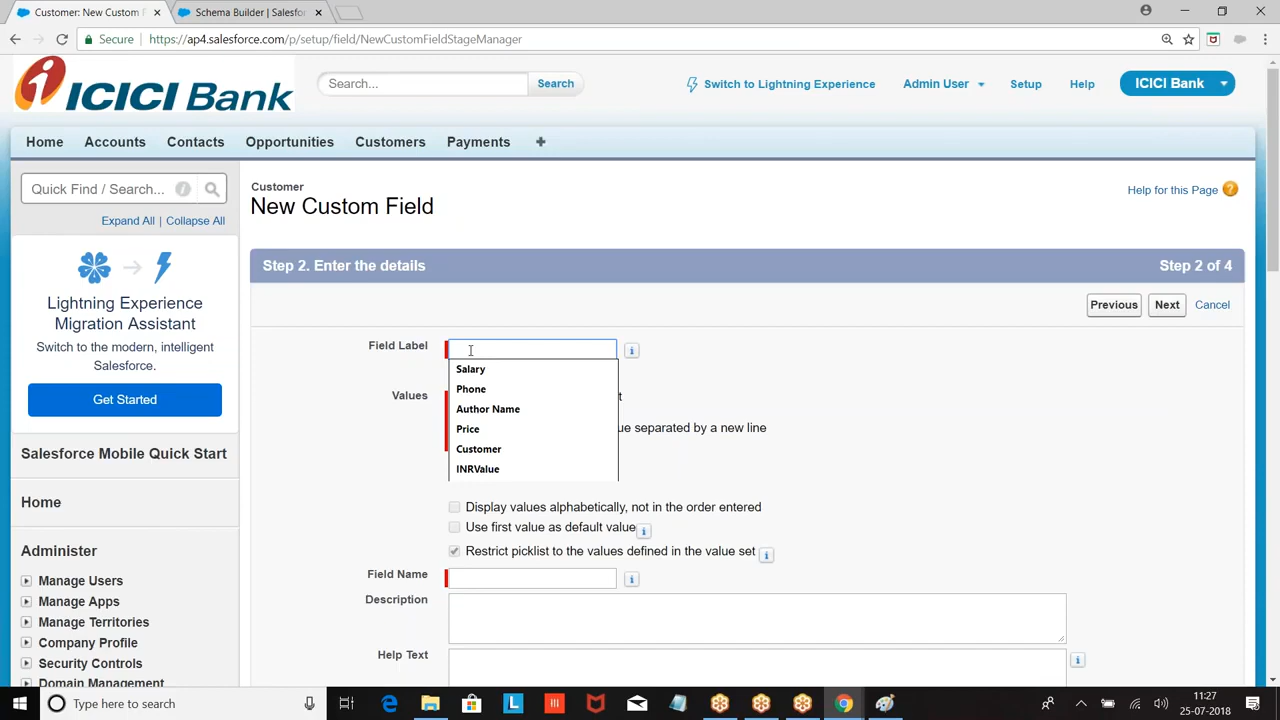 Customer: New Custom F
Schema Builder | Salesfor
Secure
https://ap4.salesforce.com/p/setup/field/NewCustomFieldStageManager
ICICI Bank
Search...
Search
Switch to Lightning Experience
Admin User
Setup
Help
ICICI Bank
Home
Accounts
Contacts
Opportunities
Customers
Payments
Quick Find / Search...
Expand All | Collapse All
Lightning Experience
Migration Assistant
Switch to the modern, intelligent
Salesforce.
Get Started
Salesforce Mobile Quick Start
Home
Administer
Manage Users
Manage Apps
Manage Territories
Company Profile
Security Controls
Domain Management
Customer
New Custom Field
Help for this Page
Step 2. Enter the details
Step 2 of 4
Previous
Next
Cancel
Field Label
Salary
Phone
Author Name
Price
Customer
INRValue
Values
t
ue separated by a new line
Display values alphabetically, not in the order entered
Use first value as default value
Restrict picklist to the values defined in the value set
Field Name
Description
Help Text
Type here to search
11:27
25-07-2018